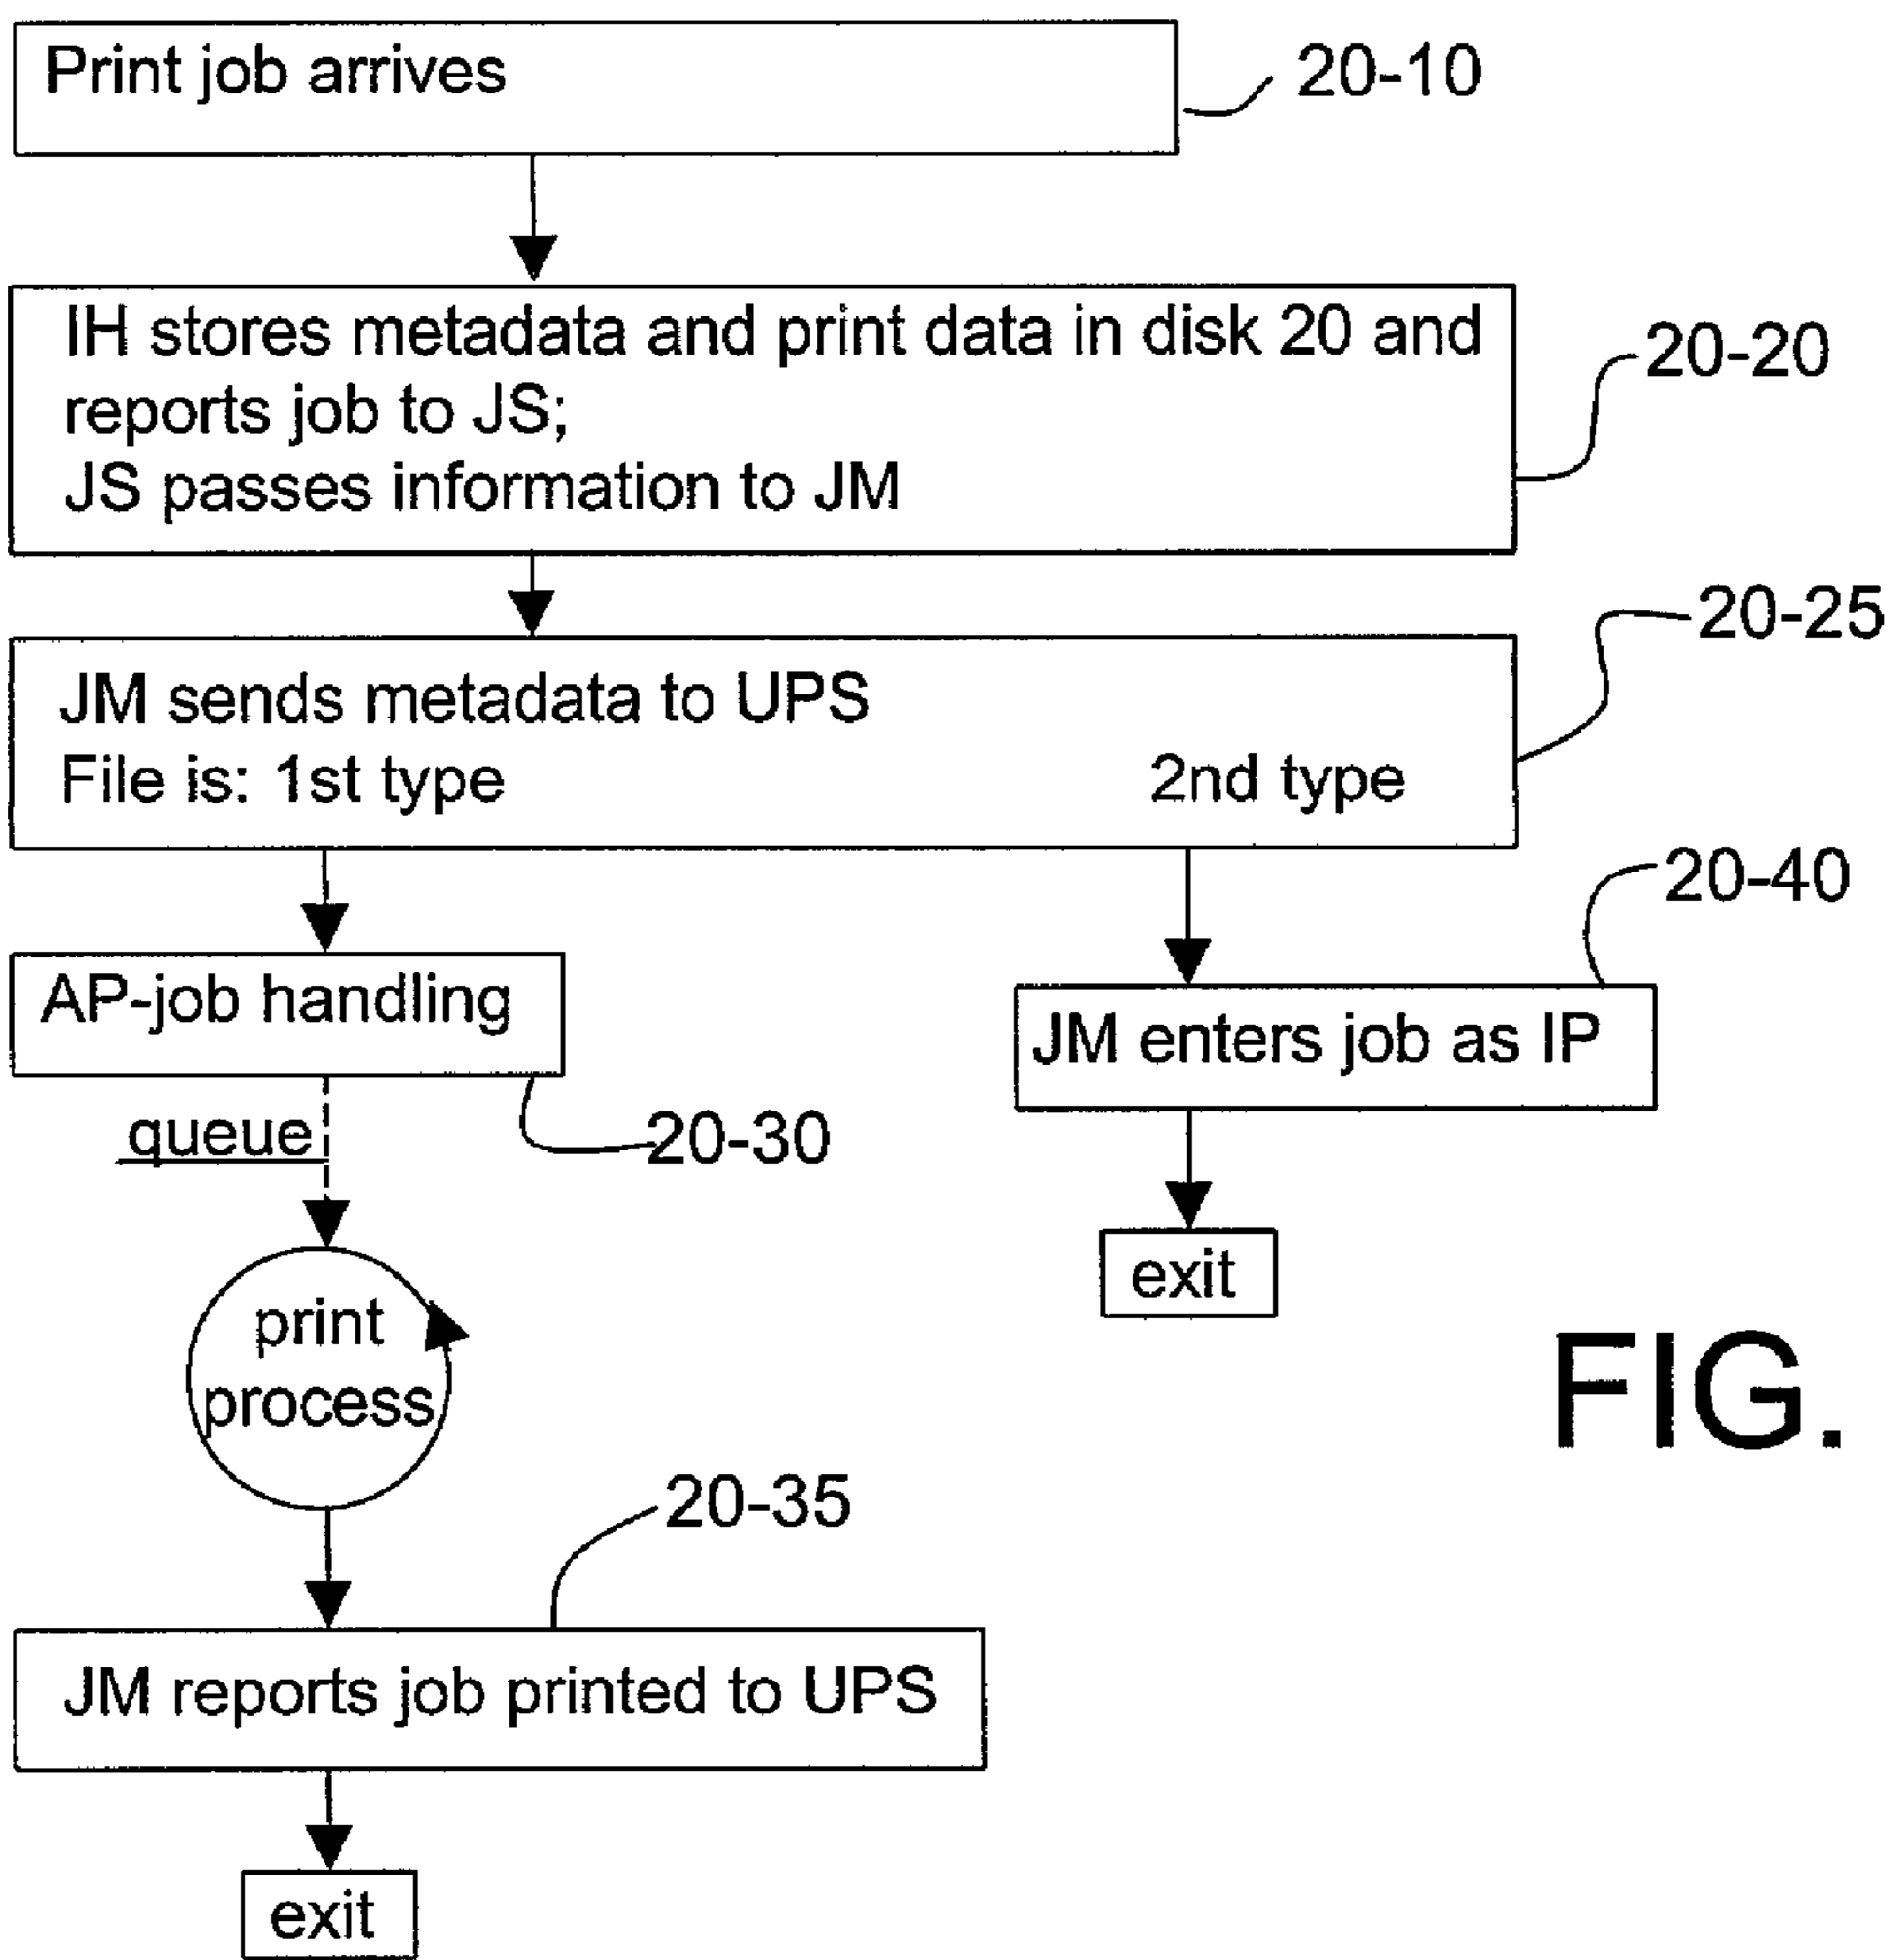 Print job arrives
20-10
IH stores metadata and print data in disk 20 and
reports job to JS;
JS passes information to JM
20-20
20-25
JM sends metadata to UPS
File is: 1st type 2nd type
20-40
AP-job handling
JM enters job as IP
queue
20-30
exit
print
process
FIG.
20-35
JM reports job printed to UPS
exit